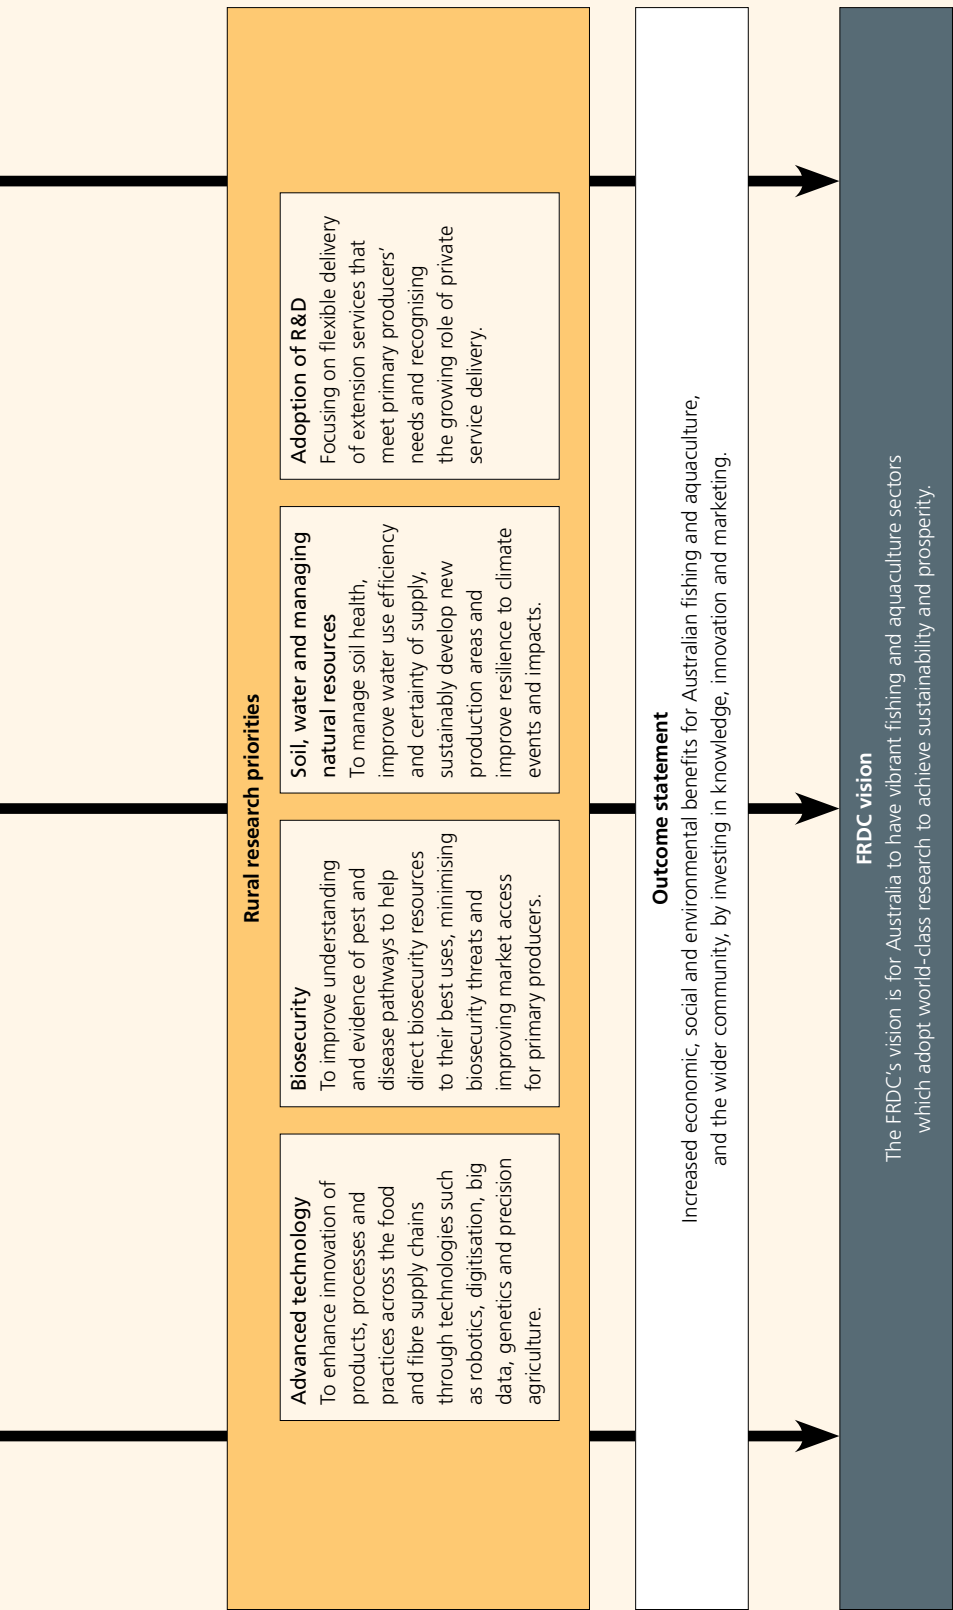 Rural research priorities
Advanced technology
To enhance innovation of
products, processes and
practices across the food
and fibre supply chains
through technologies such
as robotics, digitisation, big
data, genetics and precision
agriculture.
Biosecurity
To improve understanding
and evidence of pest and
disease pathways to help
direct biosecurity resources
to their best uses, minimising
biosecurity threats and
improving market access
for primary producers.
Soil, water and managing
natural resources
To manage soil health,
improve water use efficiency
and certainty of supply,
sustainably develop new
production areas and
improve resilience to climate
events and impacts.
Adoption of R&D
Focusing on flexible delivery
of extension services that
meet primary producers’
needs and recognising
the growing role of private
service delivery.
Outcome statement
Increased economic, social and environmental benefits for Australian fishing and aquaculture,
and the wider community, by investing in knowledge, innovation and marketing.
FRDC vision
The FRDC’s vision is for Australia to have vibrant fishing and aquaculture sectors
which adopt world-class research to achieve sustainability and prosperity.